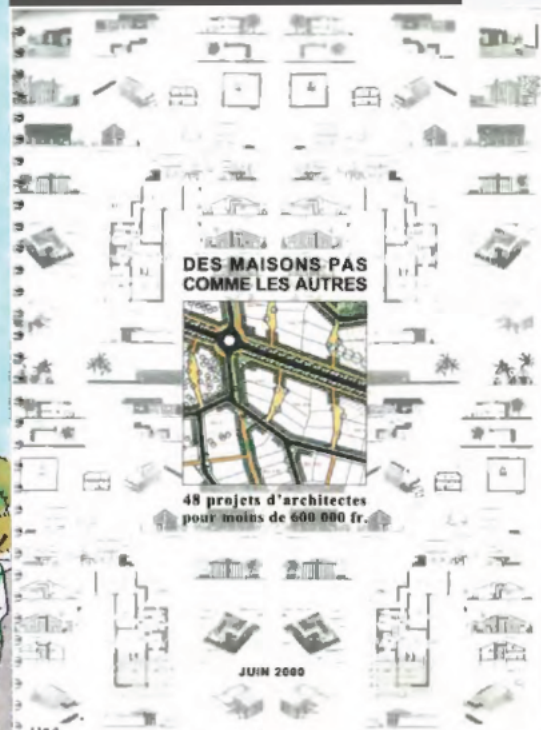 DES MAISONS PAS
COMME LES AUTRES
48 projets d'architectes
pour moins de 600 000 fr.
JUIN 2000